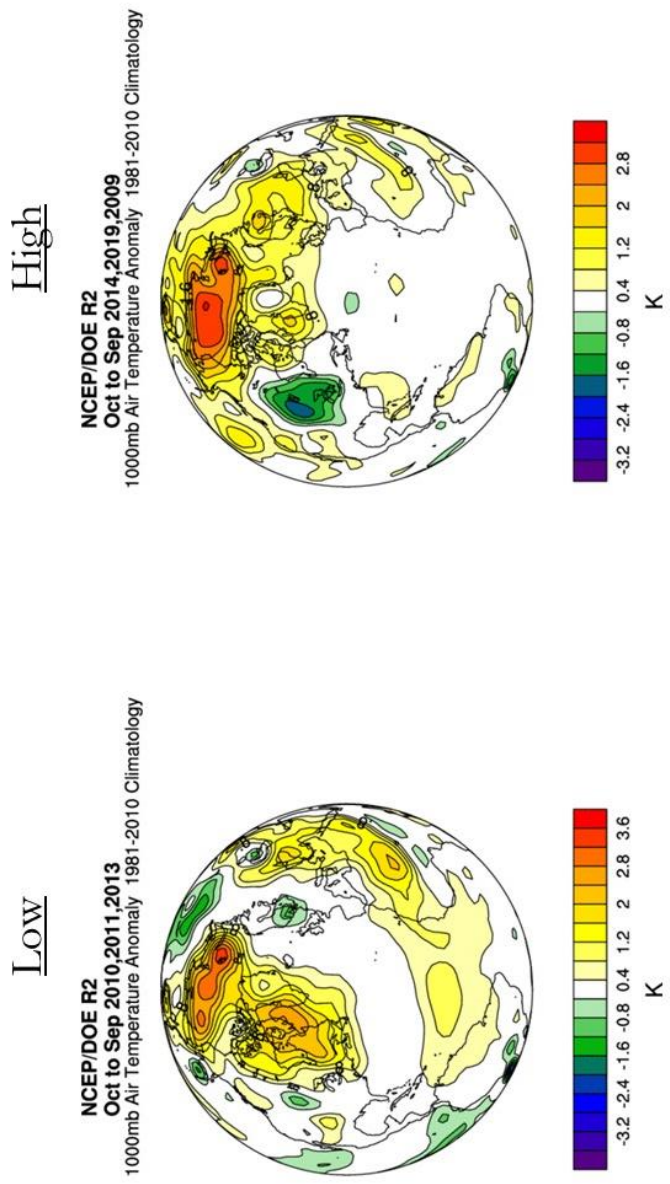 Low
NCEP/DOE R2
Oct to Sep 2010,2011,2013
1000mb Air Temperature Anomaly 1981-2010 Climatology
-3.2 -2.4 -1.6 -0.8 0.4 1.2 2 2.8 3.6
K
High
NCEP/DOE R2
Oct to Sep 2014,2019,2009
1000mb Air Temperature Anomaly 1981-2010 Climatology
-3.2 -2.4 -1.6 -0.8 0.4 1.2 2 2.8
K